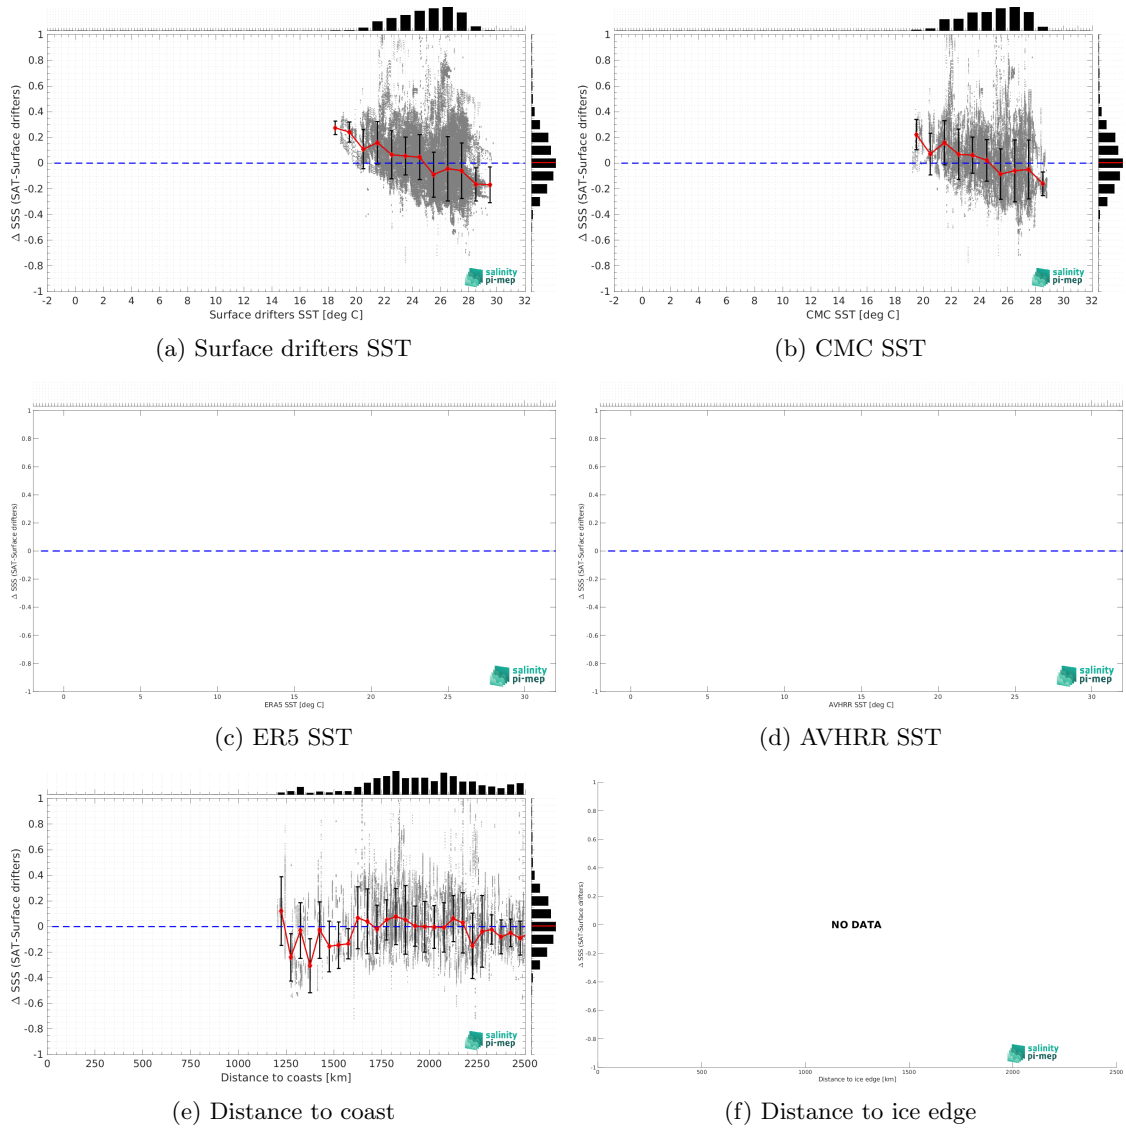 1
0.8
0.6
0.4
0.2
0
-0.2
-0.4
-0.6
-0.8
-1
Δ SSS (SAT-Surface drifters)
-2 0 2 4 6 8 10 12 14 16 18 20 22 24 26 28 30 32
Surface drifters SST [deg C]
salinity
pi-mep
(a) Surface drifters SST
1
0.8
0.6
0.4
0.2
0
-0.2
-0.4
-0.6
-0.8
-1
Δ SSS (SAT-Surface drifters)
-2 0 2 4 6 8 10 12 14 16 18 20 22 24 26 28 30 32
CMC SST [deg C]
salinity
pi-mep
(b) CMC SST
1
0.8
0.6
0.4
0.2
0
-0.2
-0.4
-0.6
-0.8
-1
Δ SSS (SAT-Surface drifters)
0 5 10 15 20 25 30
ERA5 SST [deg C]
salinity
pi-mep
(c) ER5 SST
1
0.8
0.6
0.4
0.2
0
-0.2
-0.4
-0.6
-0.8
-1
Δ SSS (SAT-Surface drifters)
0 5 10 15 20 25 30
AVHRR SST [deg C]
salinity
pi-mep
(d) AVHRR SST
1
0.8
0.6
0.4
0.2
0
-0.2
-0.4
-0.6
-0.8
-1
Δ SSS (SAT-Surface drifters)
0 250 500 750 1000 1250 1500 1750 2000 2250 2500
Distance to coasts [km]
salinity
pi-mep
(e) Distance to coast
1
0.8
0.6
0.4
0.2
0
-0.2
-0.4
-0.6
-0.8
-1
Δ SSS (SAT-Surface drifters)
NO DATA
0 500 1000 1500 2000 2500
Distance to ice edge [km]
salinity
pi-mep
(f) Distance to ice edge